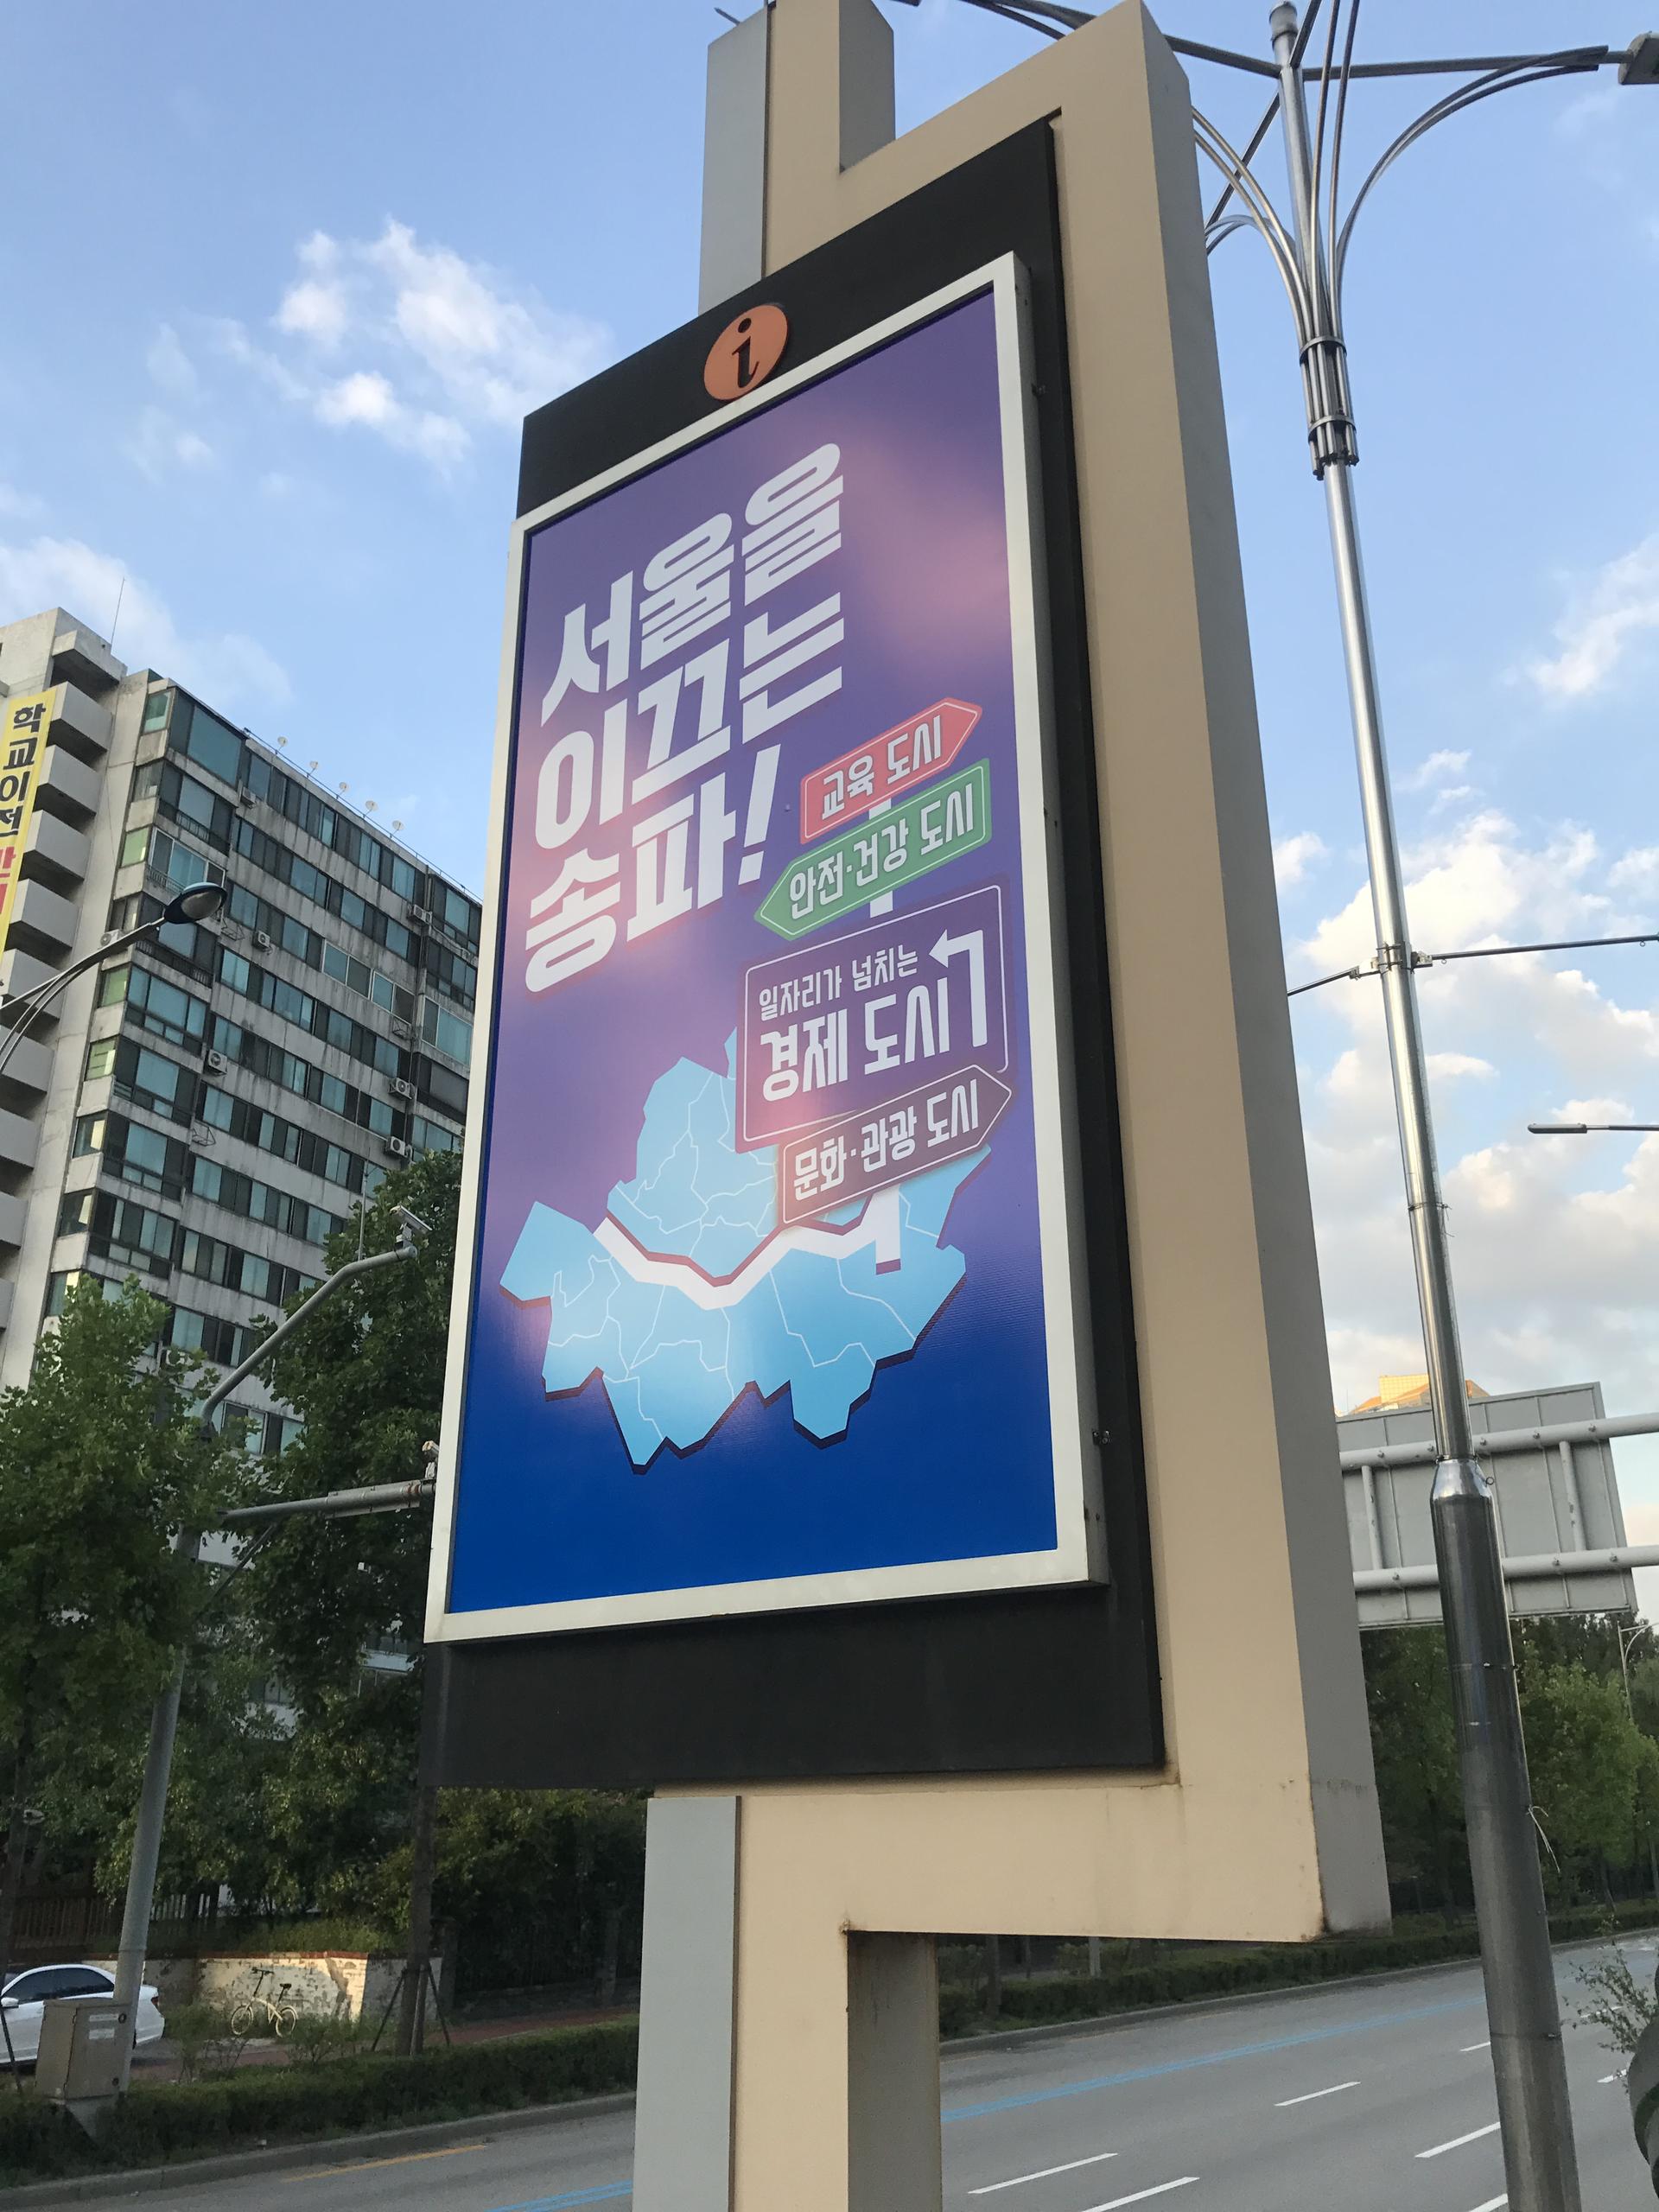 i
서울을
이끄는
송파!
교육 도시
안전·건강 도시
일자리가 넘치는
경제 도시
문화·관광 도시
학교이전